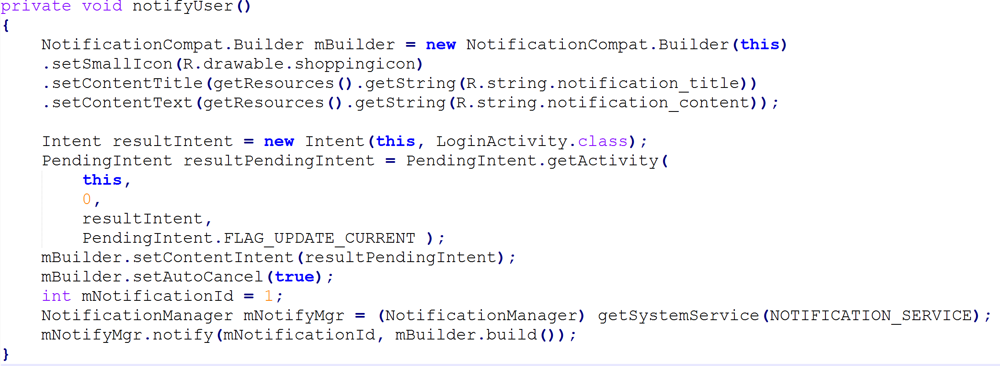 private void notifyUser()
{
    NotificationCompat.Builder mBuilder = new NotificationCompat.Builder(this)
    .setSmallIcon(R.drawable.shoppingicon)
    .setContentTitle(getResources().getString(R.string.notification_title))
    .setContentText(getResources().getString(R.string.notification_content));

    Intent resultIntent = new Intent(this, LoginActivity.class);
    PendingIntent resultPendingIntent = PendingIntent.getActivity(
        this,
        0,
        resultIntent,
        PendingIntent.FLAG_UPDATE_CURRENT );
    mBuilder.setContentIntent(resultPendingIntent);
    mBuilder.setAutoCancel(true);
    int mNotificationId = 1;
    NotificationManager mNotifyMgr = (NotificationManager) getSystemService(NOTIFICATION_SERVICE);
    mNotifyMgr.notify(mNotificationId, mBuilder.build());
}